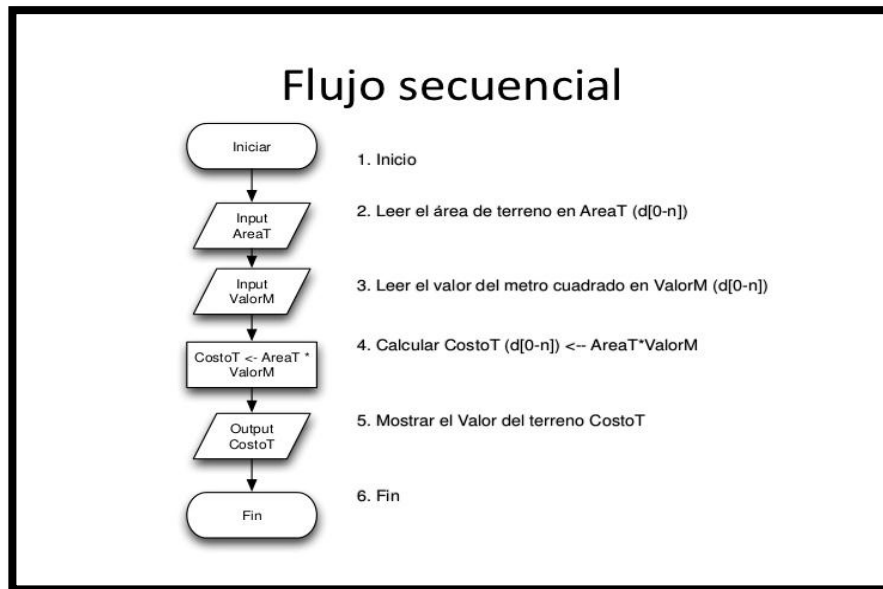 Flujo secuencial
Iniciar
1. Inicio
Input
AreaT
2. Leer el área de terreno en AreaT (d[0-n])
Input
ValorM
3. Leer el valor del metro cuadrado en ValorM (d[0-n])
CostoT <- AreaT *
ValorM
4. Calcular CostoT (d[0-n]) <-- AreaT*ValorM
Output
CostoT
5. Mostrar el Valor del terreno CostoT
Fin
6. Fin